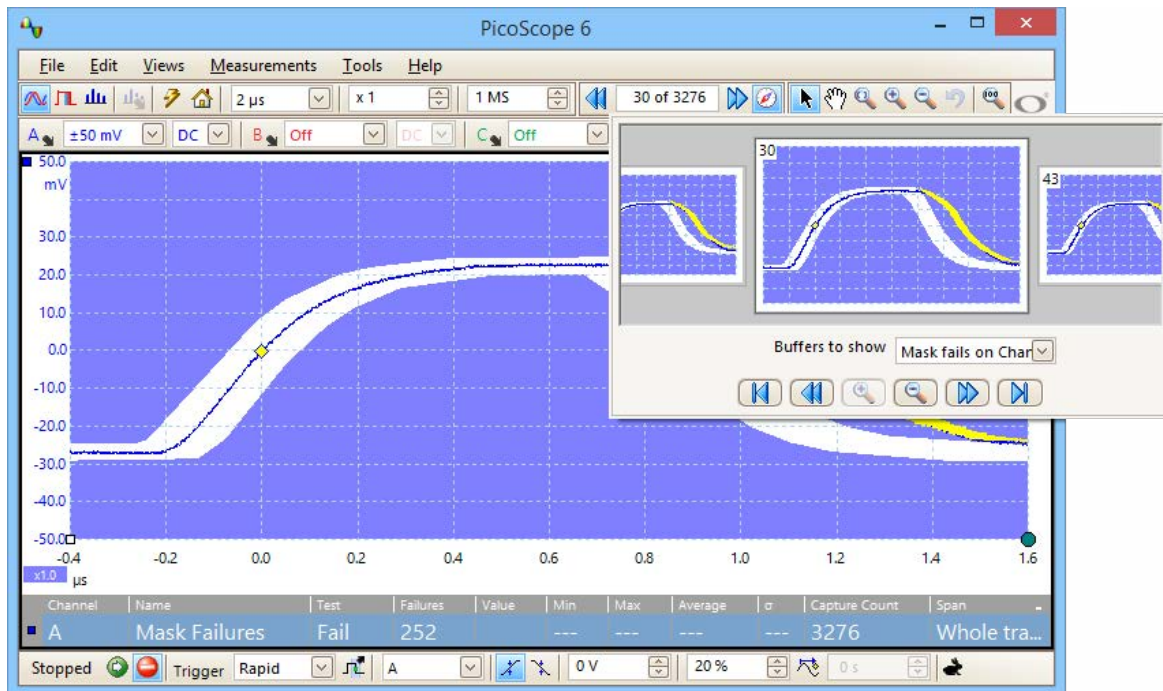 PicoScope 6
File Edit Views Measurements Tools Help
2 µs x 1 1 MS 30 of 3276
A ±50 mV DC B Off DC C Off
50.0
mV
30.0
20.0
10.0
0.0
-10.0
-20.0
-30.0
-40.0
-50.0
-0.4 -0.2 0.0 0.2 0.4 0.6 0.8 1.0 1.2 1.4 1.6
x1.0 µs
30
43
Buffers to show Mask fails on Chan
Channel Name Test Failures Value Min Max Average σ Capture Count Span
A Mask Failures Fail 252 --- --- --- --- 3276 Whole tra...
Stopped Trigger Rapid A 0 V 20 % 0 s